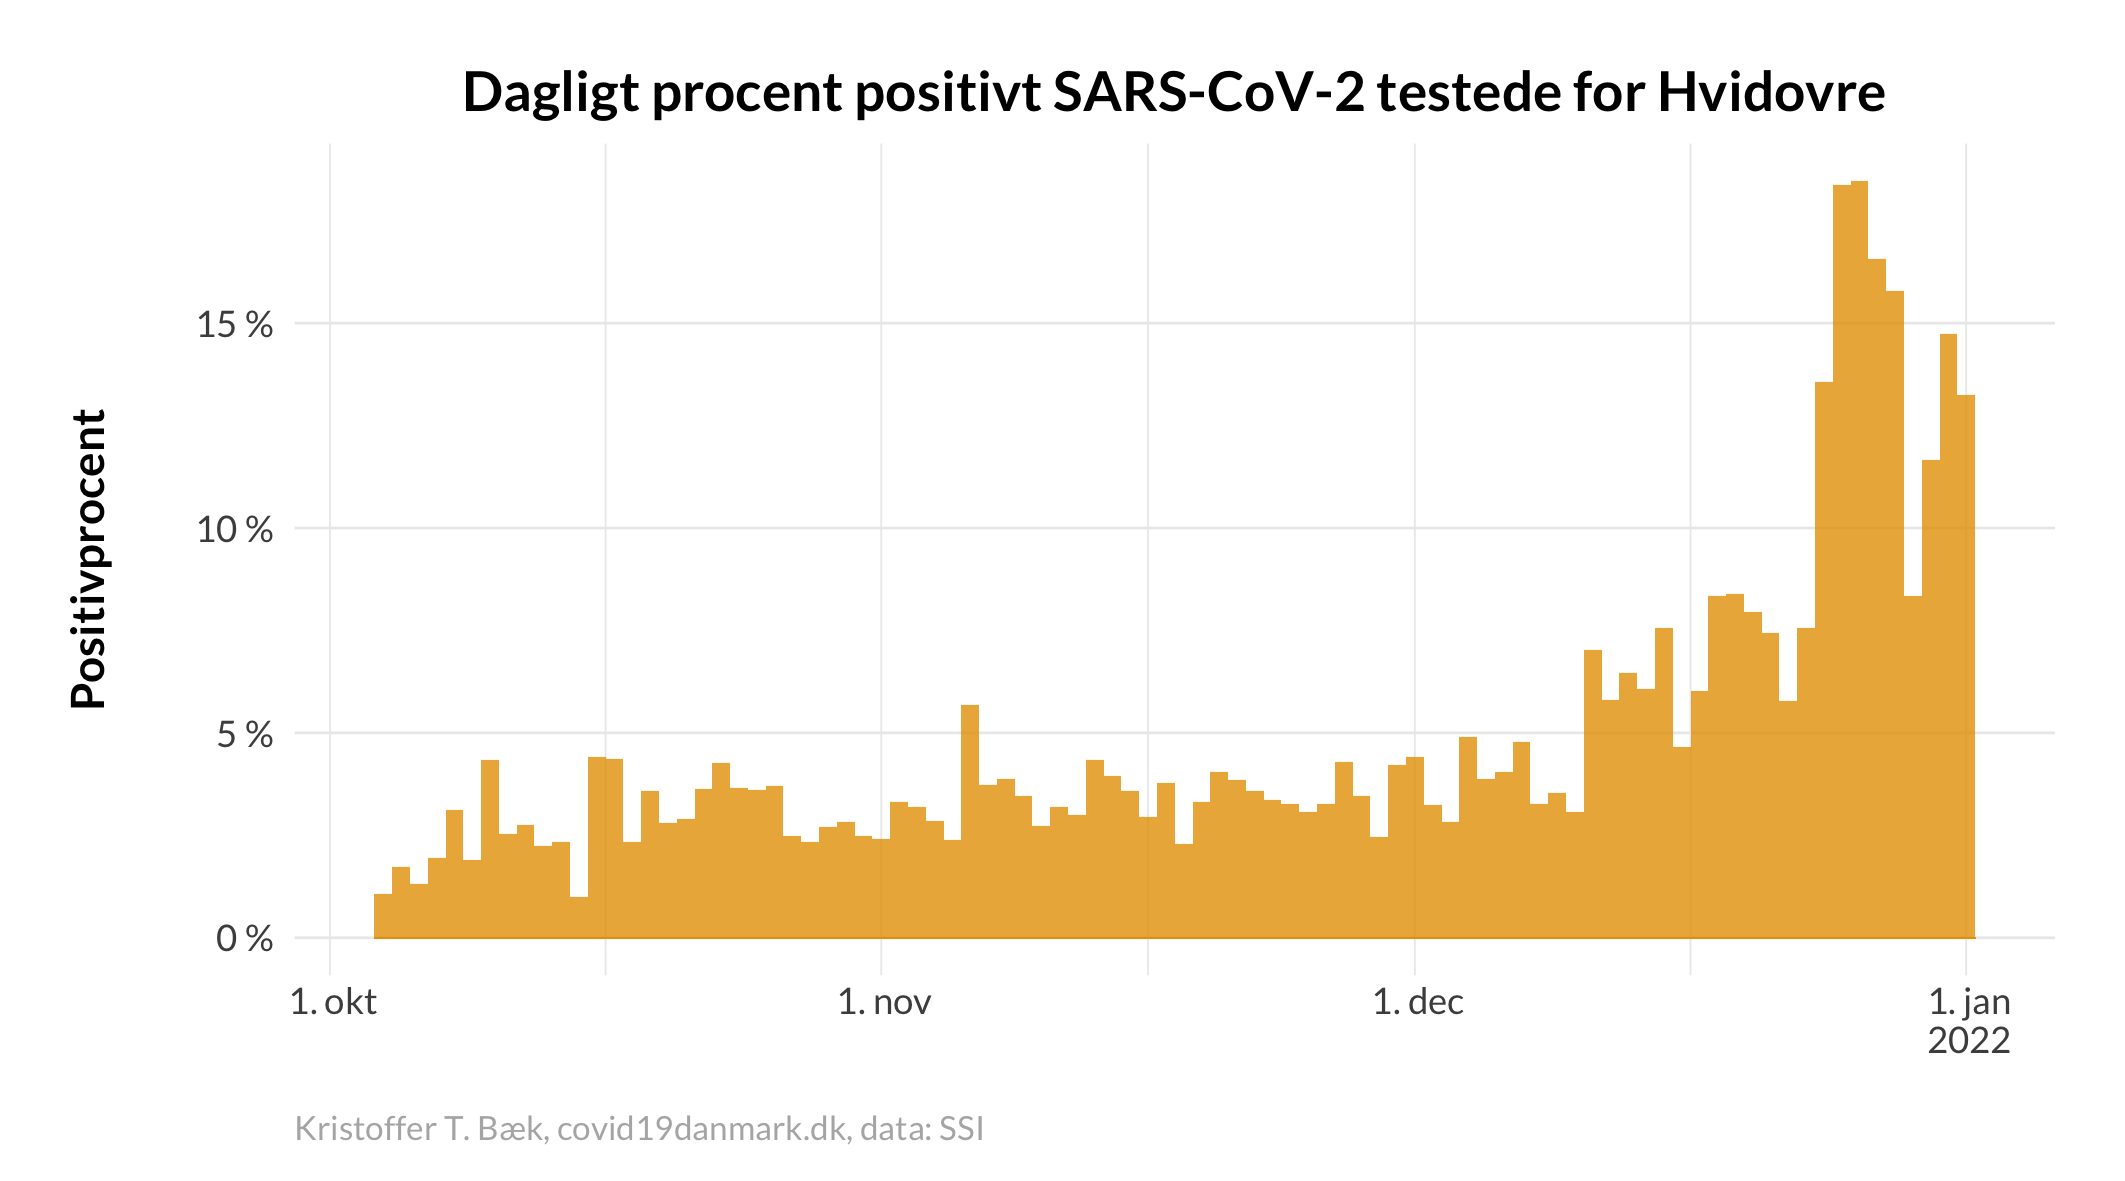 Dagligt procent positivt SARS-CoV-2 testede for Hvidovre
Positivprocent
15 %
10 %
5 %
0 %
1. okt
1. nov
1. dec
1. jan
2022
Kristoffer T. Bæk, covid19danmark.dk, data: SSI